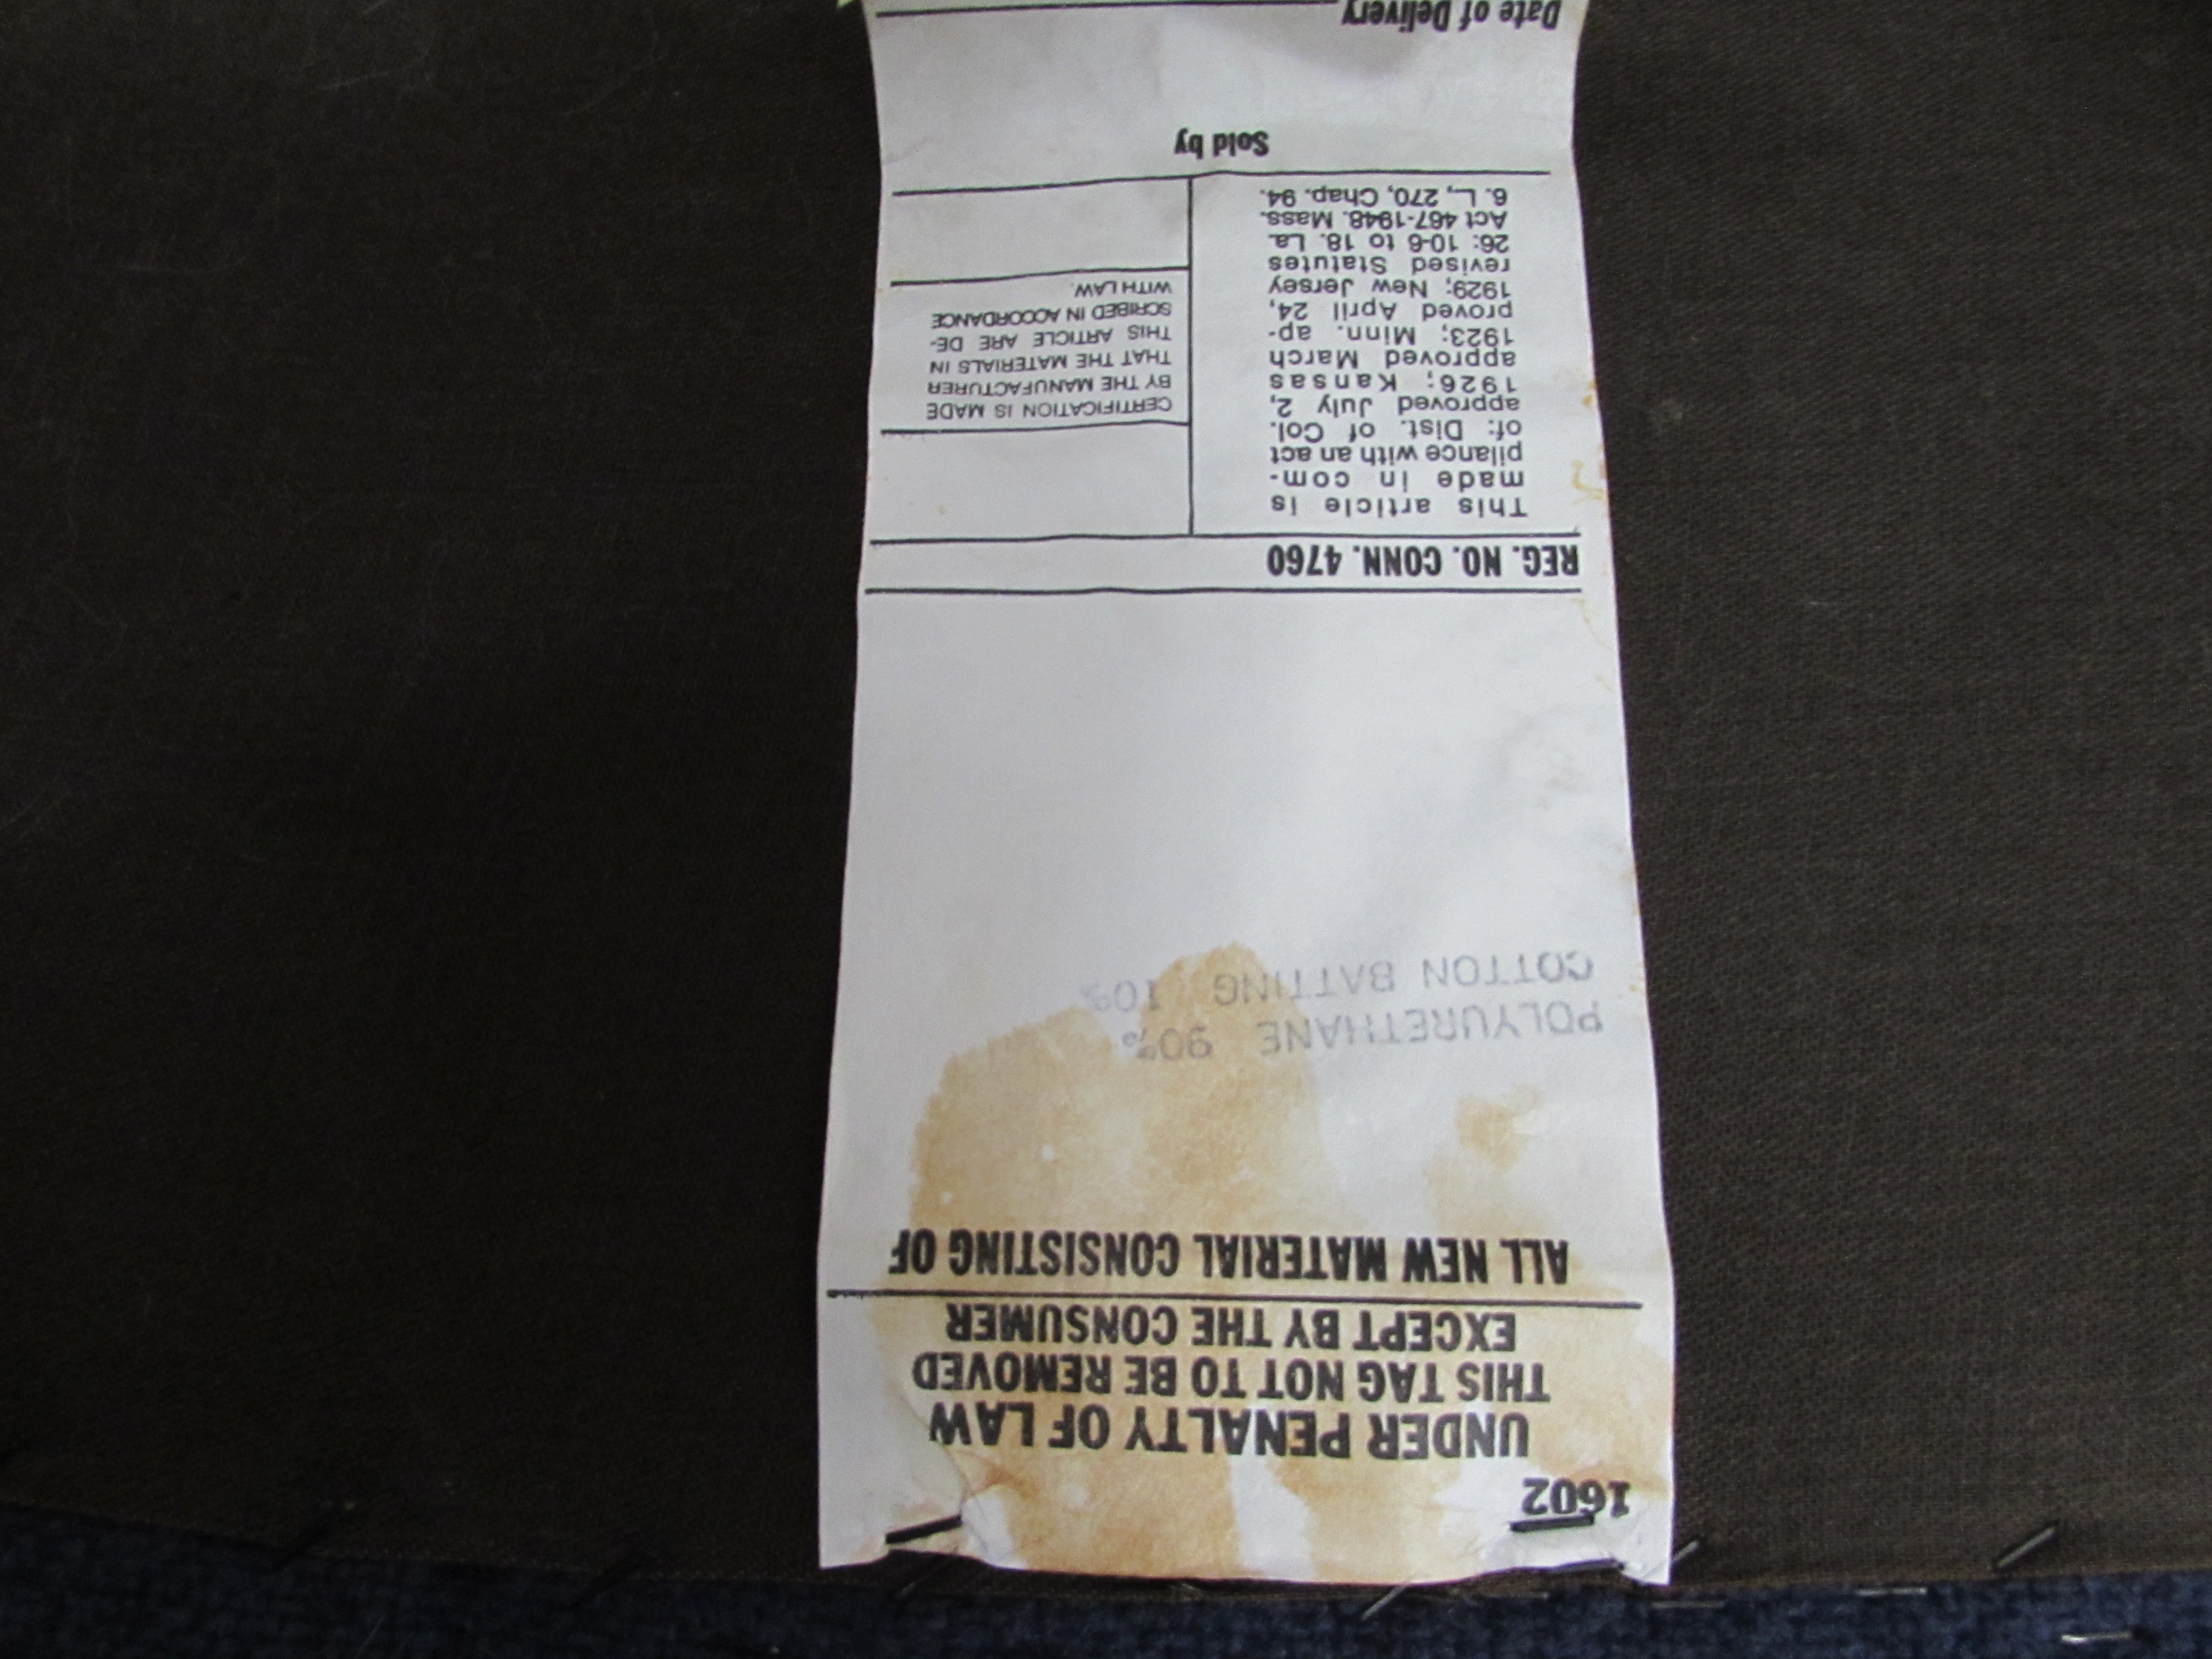 1602
UNDER PENALTY OF LAW
THIS TAG NOT TO BE REMOVED
EXCEPT BY THE CONSUMER
ALL NEW MATERIAL CONSISTING OF
POLYURETHANE 90%
COTTON BATTING 10%
REG. NO. CONN. 4760
This article is
made in com-
pliance with an act
of: Dist. of Col.
approved July 2,
1926; Kansas
approved March
1923; Minn. ap-
proved April 24,
1929; New Jersey
revised Statutes
26: 10-6 to 18. La.
Act 467-1948. Mass.
6. L., 270, Chap. 94.
CERTIFICATION IS MADE
BY THE MANUFACTURER
THAT THE MATERIALS IN
THIS ARTICLE ARE DE-
SCRIBED IN ACCORDANCE
WITH LAW.
Sold by
Date of Delivery